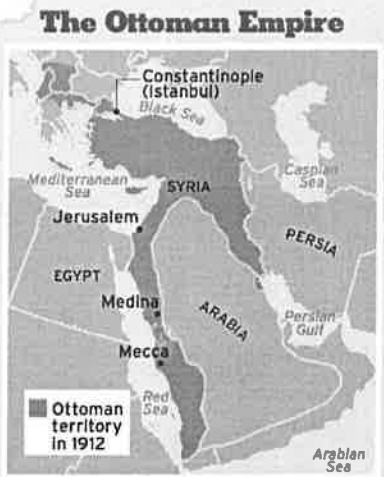 The Ottoman Empire
Constantinople
(Istanbul)
Black Sea
Caspian
Sea
Mediterranean
Sea
SYRIA
Jerusalem
PERSIA
EGYPT
Medina
ARABIA
Persian
Gulf
Mecca
Red
Sea
Ottoman
territory
in 1912
Arabian
Sea